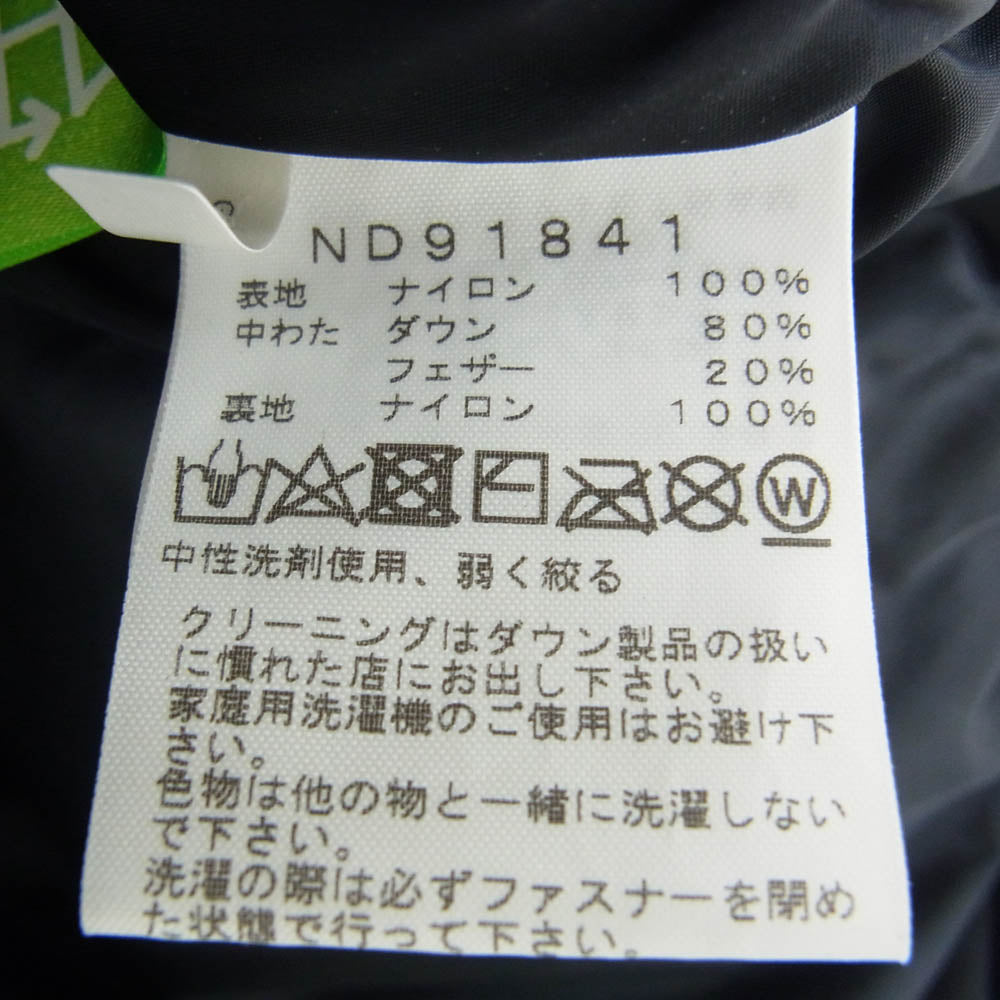 ND91841
表地 ナイロン 100%
中わた ダウン 80%
フェザー 20%
裏地 ナイロン 100%
W
中性洗剤使用、弱く絞る
クリーニングはダウン製品の扱い
に慣れた店にお出し下さい。
家庭用洗濯機のご使用はお避け下
さい。
色物は他の物と一緒に洗濯しない
で下さい。
洗濯の際は必ずファスナーを閉め
た状態で行って下さい。